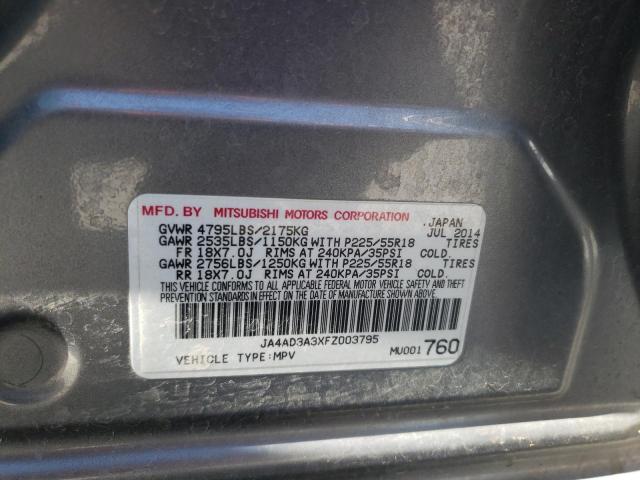 MFD. BY MITSUBISHI MOTORS CORPORATION JAPAN
GVWR 4795LBS/2175KG JUL 2014
GAWR 2535LBS/1150KG WITH P225/55R18 TIRES
FR 18X7.0J RIMS AT 240KPA/35PSI COLD.
GAWR 2756LBS/1250KG WITH P225/55R18 TIRES
RR 18X7.0J RIMS AT 240KPA/35PSI COLD.
THIS VEHICLE CONFORMS TO ALL APPLICABLE FEDERAL MOTOR VEHICLE SAFETY AND THEFT
PREVENTION STANDARDS IN EFFECT ON THE DATE OF MANUFACTURE SHOWN ABOVE.
JA4AD3A3XFZ003795
VEHICLE TYPE:MPV MU001 760